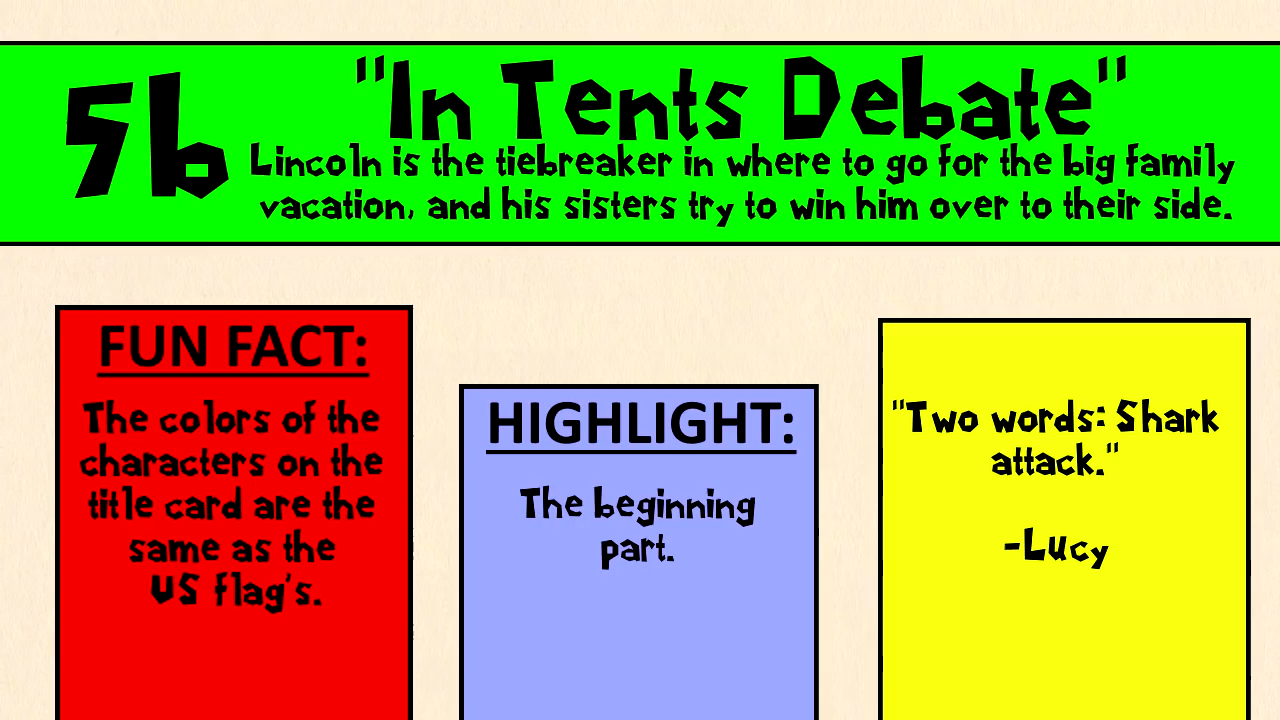 5b
"In Tents Debate"
Lincoln is the tiebreaker in where to go for the big family
vacation, and his sisters try to win him over to their side.
FUN FACT:
The colors of the
characters on the
title card are the
same as the
US flag's.
HIGHLIGHT:
The beginning
part.
"Two words: Shark
attack."
-Lucy